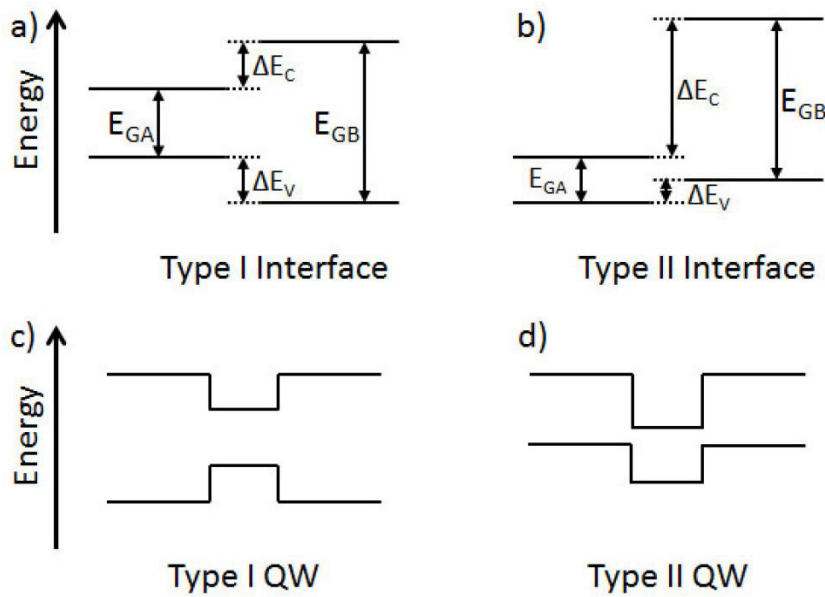 a)
Energy
E_GA
ΔE_C
E_GB
ΔE_V
Type I Interface
b)
E_GA
ΔE_C
E_GB
ΔE_V
Type II Interface
c)
Energy
Type I QW
d)
Type II QW